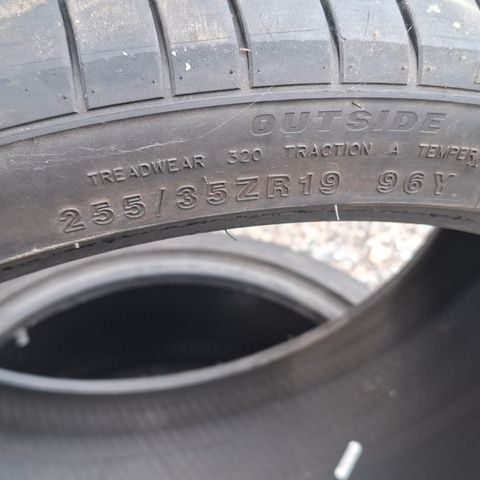 OUTSIDE
TREADWEAR 320 TRACTION A
255/35ZR19 96Y